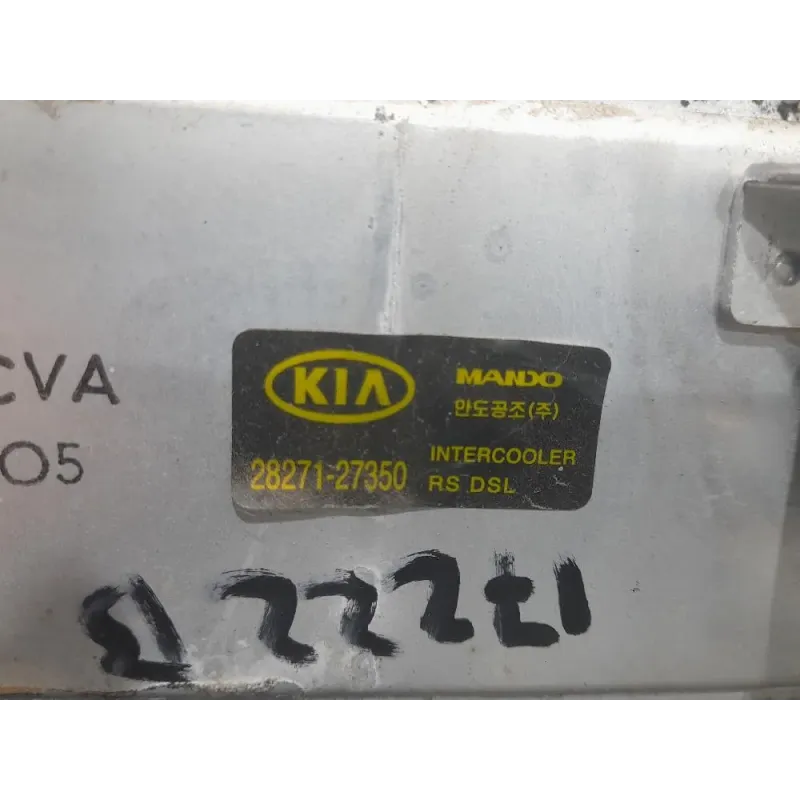 CVA
05
KIA
MANDO
만도공조(주)
28271-27350
INTERCOOLER
RS DSL